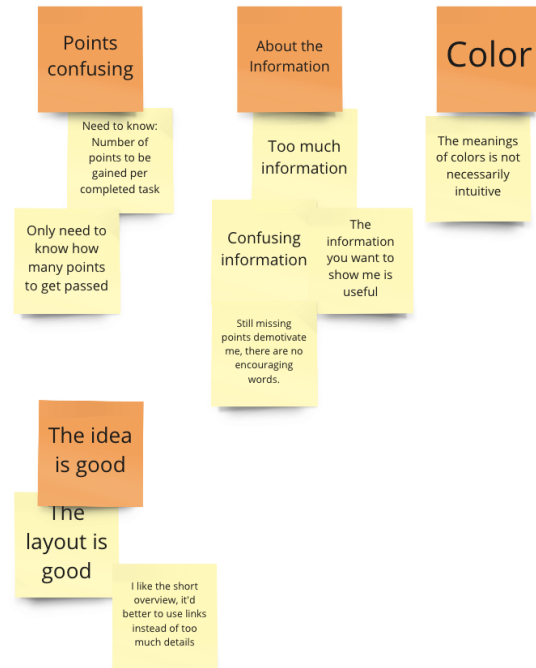 Points
confusing
Need to know:
Number of
points to be
gained per
completed task
Only need to
know how
many points
to get passed
About the
Information
Too much
information
Confusing
information
The
information
you want to
show me is
useful
Still missing
points demotivate
me, there are no
encouraging
words.
Color
The meanings
of colors is not
necessarily
intuitive
The idea
is good
The
layout is
good
I like the short
overview, it'd
better to use links
instead of too
much details